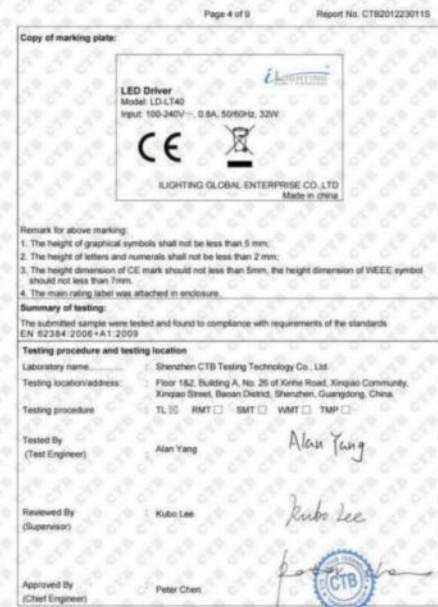 Page 4 of 9 Report No. CTB201223011S
Copy of marking plate:
iLIGHTING
LED Driver
Model: LD-LT40
Input: 100-240V~, 0.8A, 50/60Hz, 32W
CE
ILIGHTING GLOBAL ENTERPRISE CO.,LTD
Made in china
Remark for above marking:
1. The height of graphical symbols shall not be less than 5 mm;
2. The height of letters and numerals shall not be less than 2 mm;
3. The height dimension of CE mark should not less than 5mm, the height dimension of WEEE symbol
should not less than 7mm.
4. The main rating label was attached in enclosure.
Summary of testing:
The submitted sample were tested and found to compliance with requirements of the standards
EN 62384:2006+A1:2009
Testing procedure and testing location
Laboratory name : Shenzhen CTB Testing Technology Co., Ltd.
Testing location/address: Floor 1&2, Building A, No. 26 of Xinhe Road, Xinqiao Community,
Xinqiao Street, Baoan District, Shenzhen, Guangdong, China.
Testing procedure : TL ☒ RMT ☐ SMT ☐ WMT ☐ TMP ☐
Tested By
(Test Engineer) : Alan Yang Alan Yang
Reviewed By
(Supervisor) : Kubo Lee Kubo Lee
Approved By
(Chief Engineer) : Peter Chen
CTB